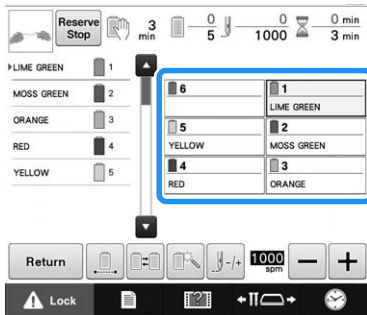 Reserve Stop
3 min
0 5
0 1000
0 min 3 min
LIME GREEN 1
MOSS GREEN 2
ORANGE 3
RED 4
YELLOW 5
6
1 LIME GREEN
5 YELLOW
2 MOSS GREEN
4 RED
3 ORANGE
Return
-/+
1000 spm
− +
Lock
?